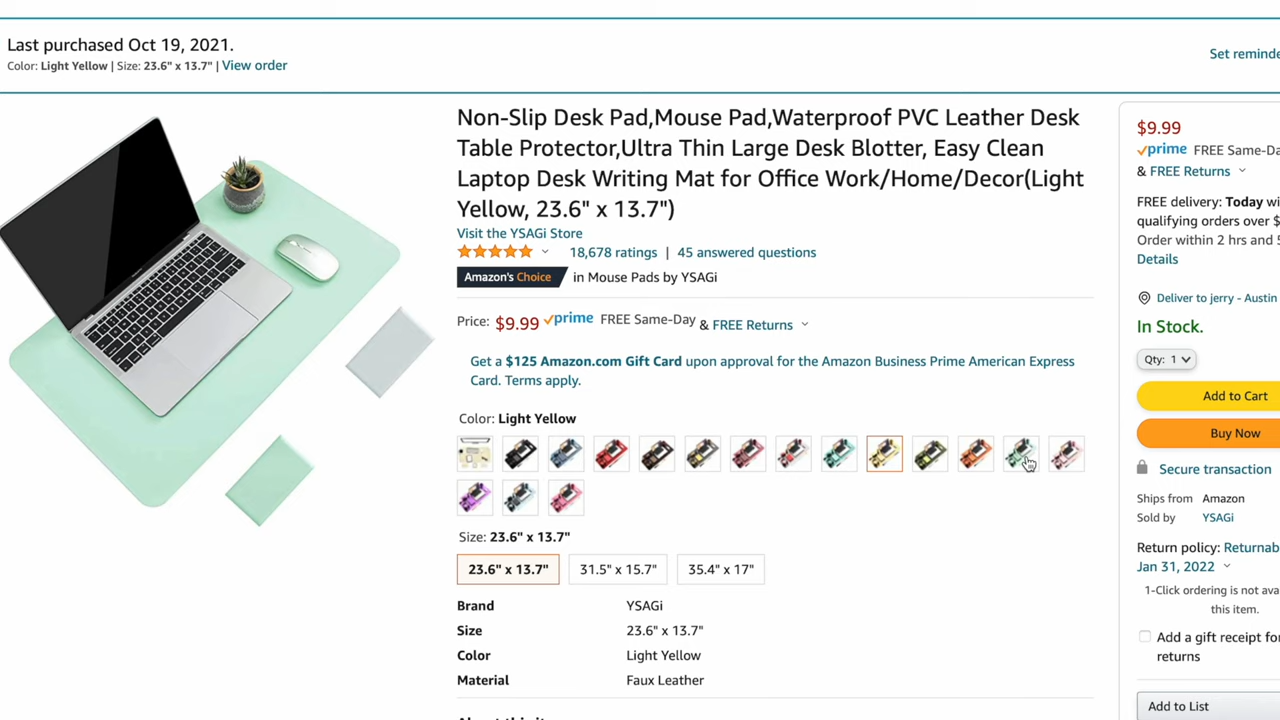 Last purchased Oct 19, 2021.
Color: Light Yellow | Size: 23.6" x 13.7" | View order
Set reminde
Non-Slip Desk Pad,Mouse Pad,Waterproof PVC Leather Desk
Table Protector,Ultra Thin Large Desk Blotter, Easy Clean
Laptop Desk Writing Mat for Office Work/Home/Decor(Light
Yellow, 23.6" x 13.7")
Visit the YSAGi Store
18,678 ratings | 45 answered questions
Amazon's Choice in Mouse Pads by YSAGi
Price: $9.99 prime FREE Same-Day & FREE Returns
Get a $125 Amazon.com Gift Card upon approval for the Amazon Business Prime American Express
Card. Terms apply.
Color: Light Yellow
Size: 23.6" x 13.7"
23.6" x 13.7" 31.5" x 15.7" 35.4" x 17"
Brand YSAGi
Size 23.6" x 13.7"
Color Light Yellow
Material Faux Leather
$9.99
prime FREE Same-Da
& FREE Returns
FREE delivery: Today wi
qualifying orders over $
Order within 2 hrs and 5
Details
Deliver to jerry - Austin
In Stock.
Qty: 1
Add to Cart
Buy Now
Secure transaction
Ships from Amazon
Sold by YSAGi
Return policy: Returnab
Jan 31, 2022
1-Click ordering is not ava
this item.
Add a gift receipt fo
returns
Add to List